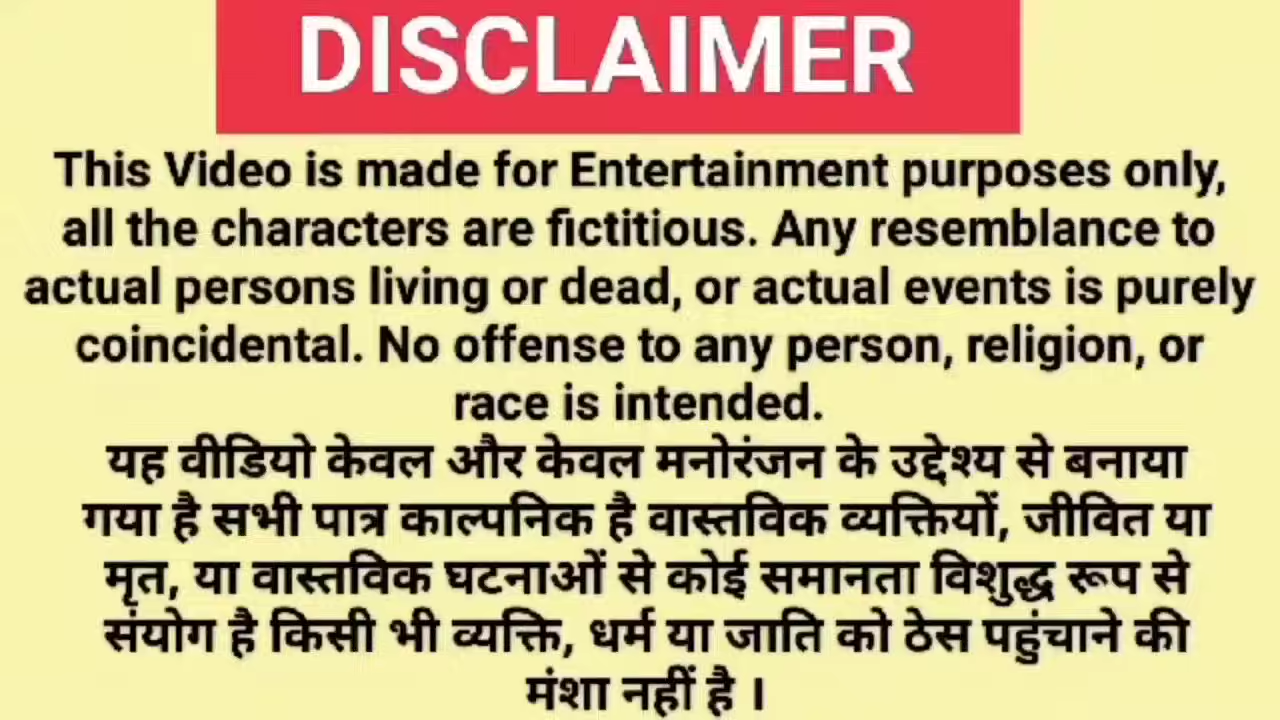 DISCLAIMER
This Video is made for Entertainment purposes only,
all the characters are fictitious. Any resemblance to
actual persons living or dead, or actual events is purely
coincidental. No offense to any person, religion, or
race is intended.
यह वीडियो केवल और केवल मनोरंजन के उद्देश्य से बनाया
गया है सभी पात्र काल्पनिक है वास्तविक व्यक्तियों, जीवित या
मृत, या वास्तविक घटनाओं से कोई समानता विशुद्ध रूप से
संयोग है किसी भी व्यक्ति, धर्म या जाति को ठेस पहुंचाने की
मंशा नहीं है ।